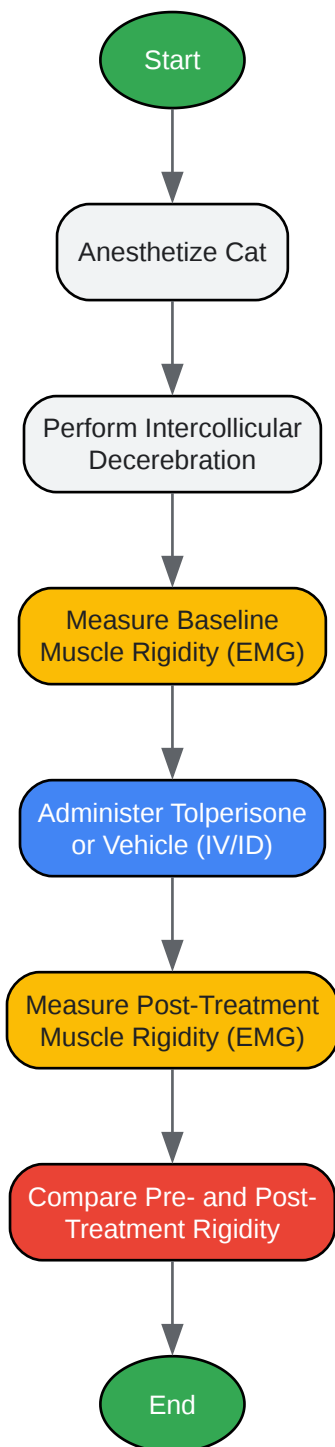 Start
Anesthetize Cat
Perform Intercollicular
Decerebration
Measure Baseline
Muscle Rigidity (EMG)
Administer Tolperisone
or Vehicle (IV/ID)
Measure Post-Treatment
Muscle Rigidity (EMG)
Compare Pre- and Post-
Treatment Rigidity
End